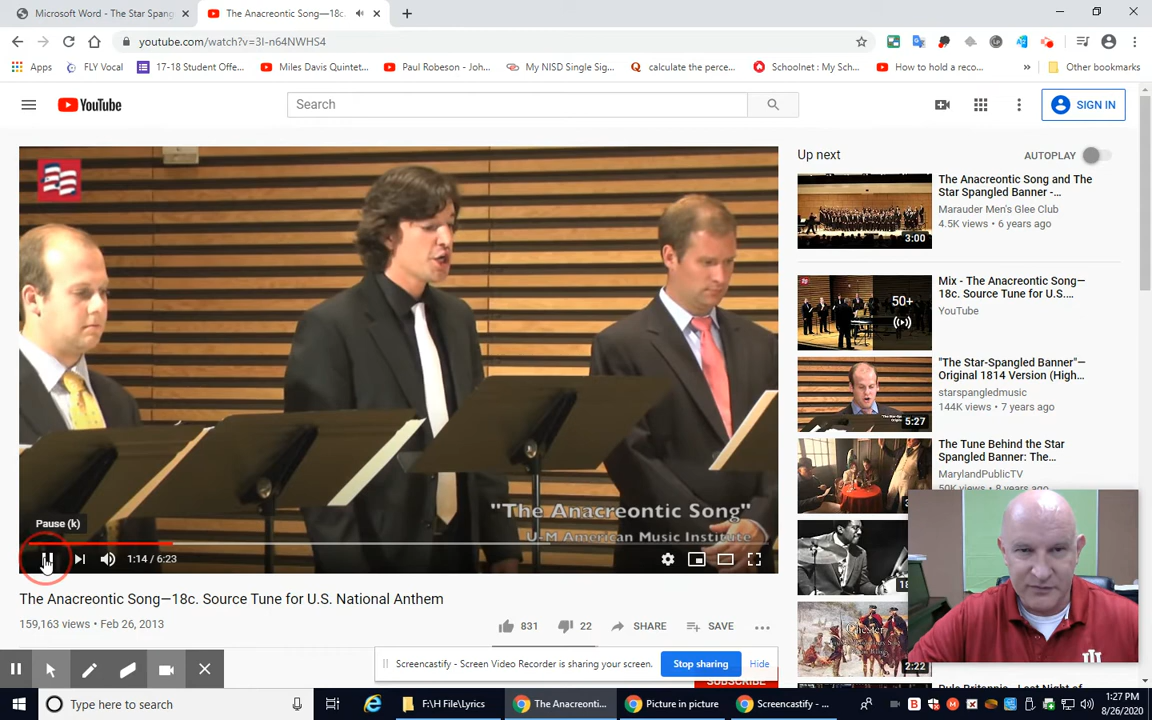 Microsoft Word - The Star Spang
The Anacreontic Song—18c.
youtube.com/watch?v=3I-n64NWHS4
Apps
FLY Vocal
17-18 Student Offe...
Miles Davis Quintet...
Paul Robeson - Joh...
My NISD Single Sig...
calculate the perce...
Schoolnet : My Sch...
How to hold a reco...
»
Other bookmarks
YouTube
Search
SIGN IN
Up next
AUTOPLAY
The Anacreontic Song and The
Star Spangled Banner -...
Marauder Men's Glee Club
4.5K views • 6 years ago
3:00
Mix - The Anacreontic Song—
18c. Source Tune for U.S....
YouTube
50+
"The Star-Spangled Banner"—
Original 1814 Version (High...
starspangledmusic
144K views • 7 years ago
5:27
The Tune Behind the Star
Spangled Banner: The...
MarylandPublicTV
50K views • 8 years ago
Chester
2:22
"The Anacreontic Song"
U-M American Music Institute
Pause (k)
1:14 / 6:23
The Anacreontic Song—18c. Source Tune for U.S. National Anthem
159,163 views • Feb 26, 2013
831
22
SHARE
SAVE
Screencastify - Screen Video Recorder is sharing your screen.
Stop sharing
Hide
SUBSCRIBE
Type here to search
F:\H File\Lyrics
The Anacreonti...
Picture in picture
Screencastify - ...
1:27 PM
8/26/2020